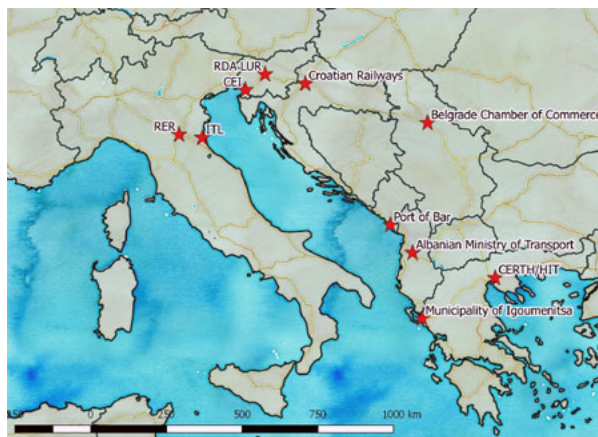 RDA-LUR
CEI
Croatian Railways
Belgrade Chamber of Commerce
RER
ITL
Port of Bar
Albanian Ministry of Transport
CERTH/HIT
Municipality of Igoumenitsa
0
250
500
750
1000 km